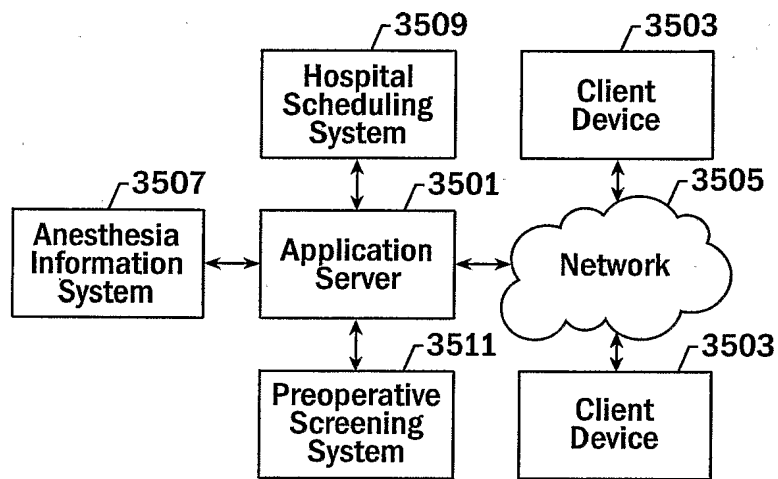 3509
Hospital
Scheduling
System
3503
Client
Device
3507
Anesthesia
Information
System
3501
Application
Server
3505
Network
3511
Preoperative
Screening
System
3503
Client
Device